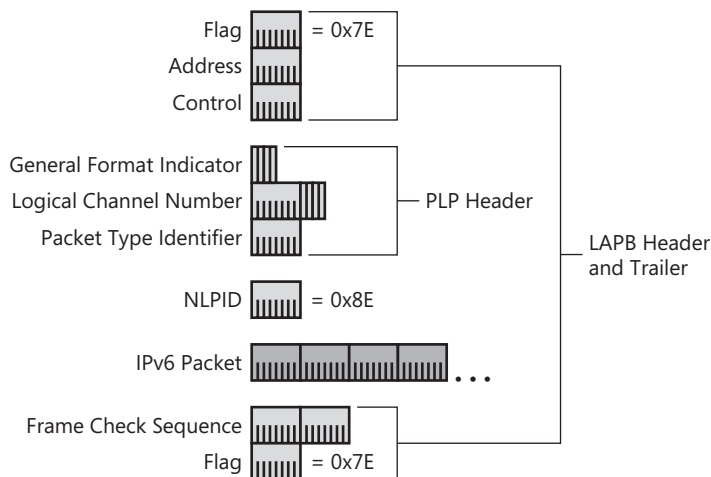 Flag = 0x7E
Address
Control
General Format Indicator
Logical Channel Number
PLP Header
Packet Type Identifier
LAPB Header
and Trailer
NLPID = 0x8E
IPv6 Packet ...
Frame Check Sequence
Flag = 0x7E